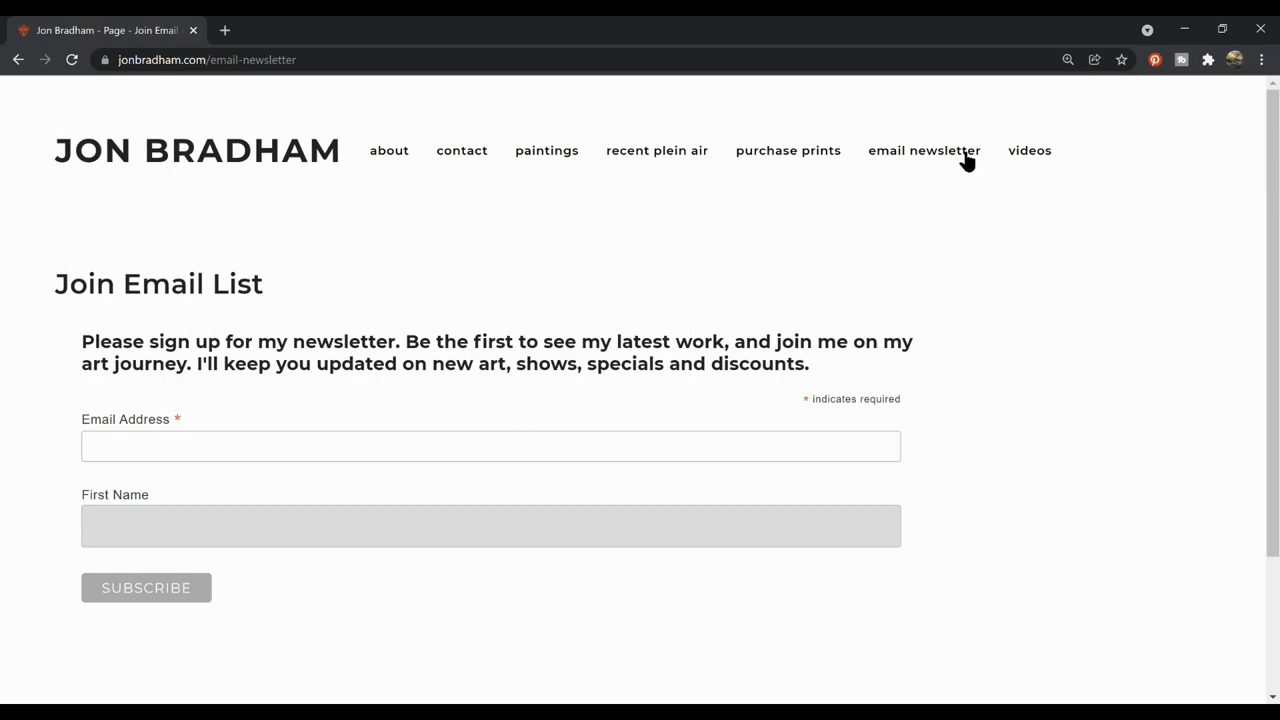 Jon Bradham - Page - Join Email
jonbradham.com/email-newsletter
JON BRADHAM
about contact paintings recent plein air purchase prints email newsletter videos
Join Email List
Please sign up for my newsletter. Be the first to see my latest work, and join me on my
art journey. I'll keep you updated on new art, shows, specials and discounts.
* indicates required
Email Address *
First Name
SUBSCRIBE